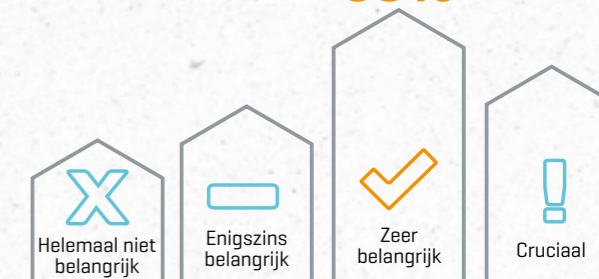 Helemaal niet
belangrijk
Enigszins
belangrijk
Zeer
belangrijk
Cruciaal